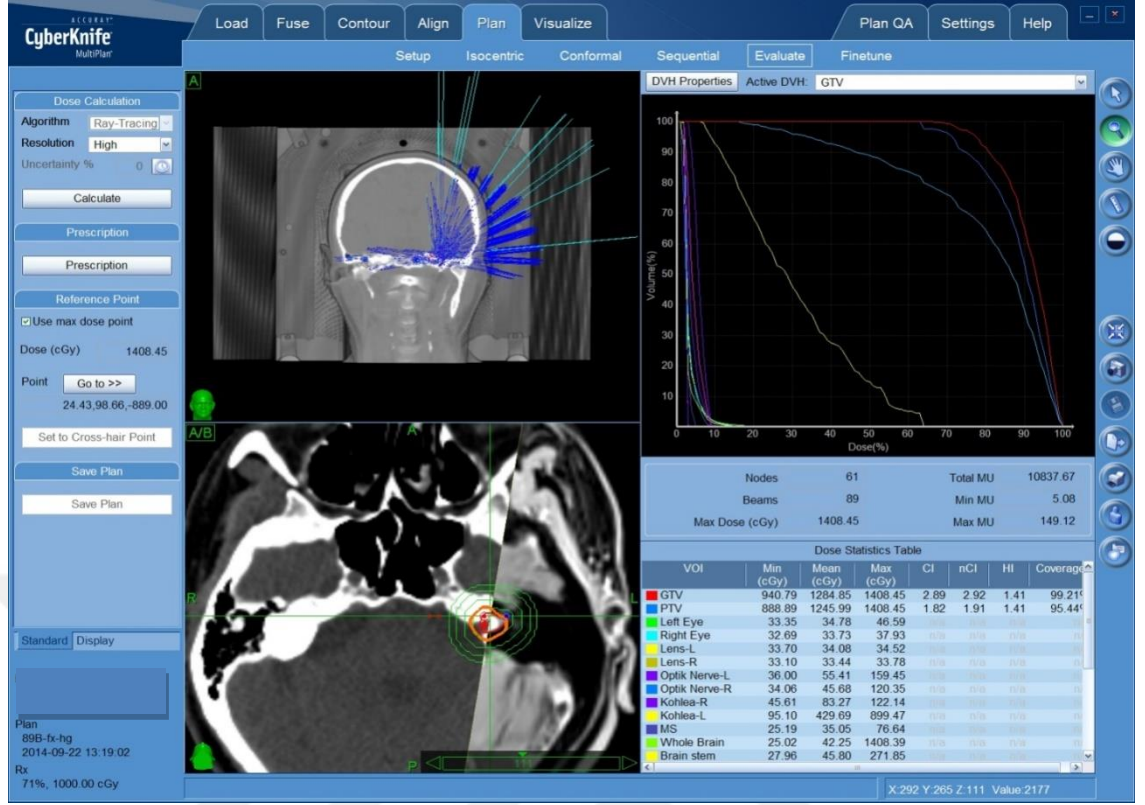 ACCURAY
CyberKnife
MultiPlan
Load Fuse Contour Align Plan Visualize Plan QA Settings Help
Setup Isocentric Conformal Sequential Evaluate Finetune
Dose Calculation
Algorithm Ray-Tracing
Resolution High
Uncertainty % 0
Calculate
Prescription
Prescription
Reference Point
Use max dose point
Dose (cGy) 1408.45
Point Go to >>
24.43,98.66,-889.00
Set to Cross-hair Point
Save Plan
Save Plan
Standard Display
Plan
89B-fx-hg
2014-09-22 13:19:02
Rx
71%, 1000.00 cGy
A
A/B
A
R
L
P
111
DVH Properties Active DVH: GTV
Volume(%)
100
90
80
70
60
50
40
30
20
10
0 10 20 30 40 50 60 70 80 90 100
Dose(%)
Nodes 61 Total MU 10837.67
Beams 89 Min MU 5.08
Max Dose (cGy) 1408.45 Max MU 149.12
Dose Statistics Table
VOI Min (cGy) Mean (cGy) Max (cGy) CI nCI HI Coverage
GTV 940.79 1284.85 1408.45 2.89 2.92 1.41 99.21
PTV 888.89 1245.99 1408.45 1.82 1.91 1.41 95.44
Left Eye 33.35 34.78 46.59 n/a n/a n/a
Right Eye 32.69 33.73 37.93 n/a n/a n/a
Lens-L 33.70 34.08 34.52 n/a n/a n/a
Lens-R 33.10 33.44 33.78 n/a n/a n/a
Optik Nerve-L 36.00 55.41 159.45 n/a n/a n/a
Optik Nerve-R 34.06 45.68 120.35 n/a n/a n/a
Kohlea-R 45.61 83.27 122.14 n/a n/a n/a
Kohlea-L 95.10 429.69 899.47 n/a n/a n/a
MS 25.19 35.05 76.64 n/a n/a n/a
Whole Brain 25.02 42.25 1408.39 n/a n/a n/a
Brain stem 27.96 45.80 271.85 n/a n/a n/a
X:292 Y:265 Z:111 Value:2177